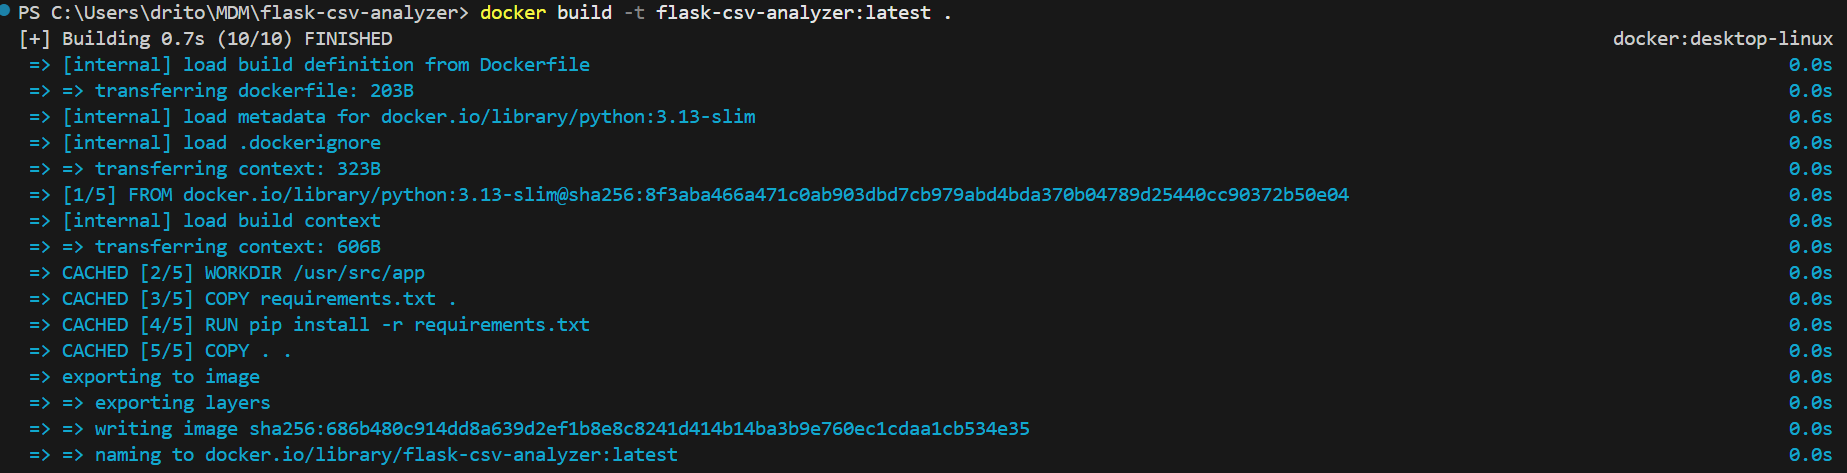 PS C:\Users\drito\MDM\flask-csv-analyzer> docker build -t flask-csv-analyzer:latest .
[+] Building 0.7s (10/10) FINISHED docker:desktop-linux
=> [internal] load build definition from Dockerfile 0.0s
=> => transferring dockerfile: 203B 0.0s
=> [internal] load metadata for docker.io/library/python:3.13-slim 0.6s
=> [internal] load .dockerignore 0.0s
=> => transferring context: 323B 0.0s
=> [1/5] FROM docker.io/library/python:3.13-slim@sha256:8f3aba466a471c0ab903dbd7cb979abd4bda370b04789d25440cc90372b50e04 0.0s
=> [internal] load build context 0.0s
=> => transferring context: 606B 0.0s
=> CACHED [2/5] WORKDIR /usr/src/app 0.0s
=> CACHED [3/5] COPY requirements.txt . 0.0s
=> CACHED [4/5] RUN pip install -r requirements.txt 0.0s
=> CACHED [5/5] COPY . . 0.0s
=> exporting to image 0.0s
=> => exporting layers 0.0s
=> => writing image sha256:686b480c914dd8a639d2ef1b8e8c8241d414b14ba3b9e760ec1cdaa1cb534e35 0.0s
=> => naming to docker.io/library/flask-csv-analyzer:latest 0.0s